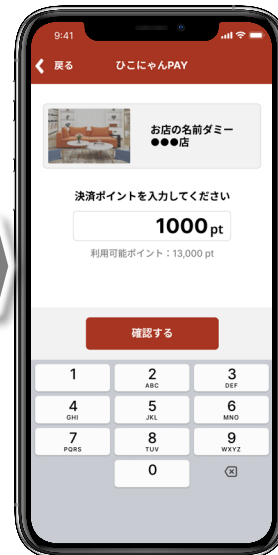 9:41
戻る
ひこにゃんPAY
お店の名前ダミー
●●●店
決済ポイントを入力してください
1000 pt
利用可能ポイント：13,000 pt
確認する
1
2
ABC
3
DEF
4
GHI
5
JKL
6
MNO
7
PQRS
8
TUV
9
WXYZ
0